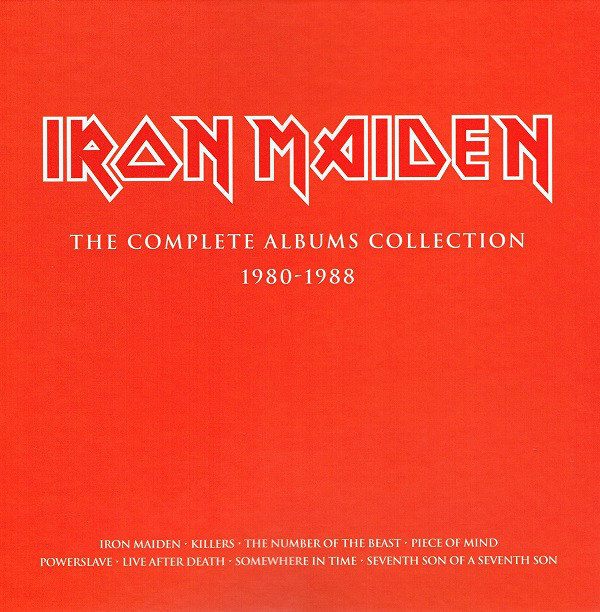 IRON MAIDEN
THE COMPLETE ALBUMS COLLECTION
1980-1988
IRON MAIDEN · KILLERS · THE NUMBER OF THE BEAST · PIECE OF MIND
POWERSLAVE · LIVE AFTER DEATH · SOMEWHERE IN TIME · SEVENTH SON OF A SEVENTH SON